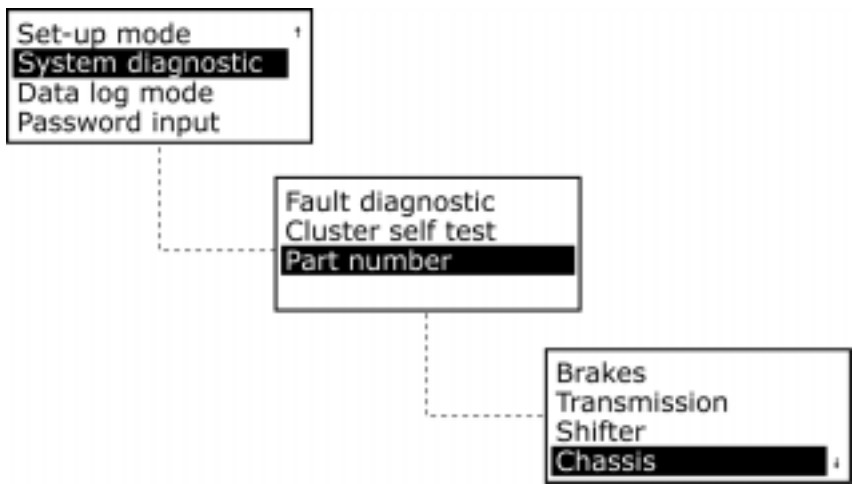 Set-up mode
System diagnostic
Data log mode
Password input
Fault diagnostic
Cluster self test
Part number
Brakes
Transmission
Shifter
Chassis